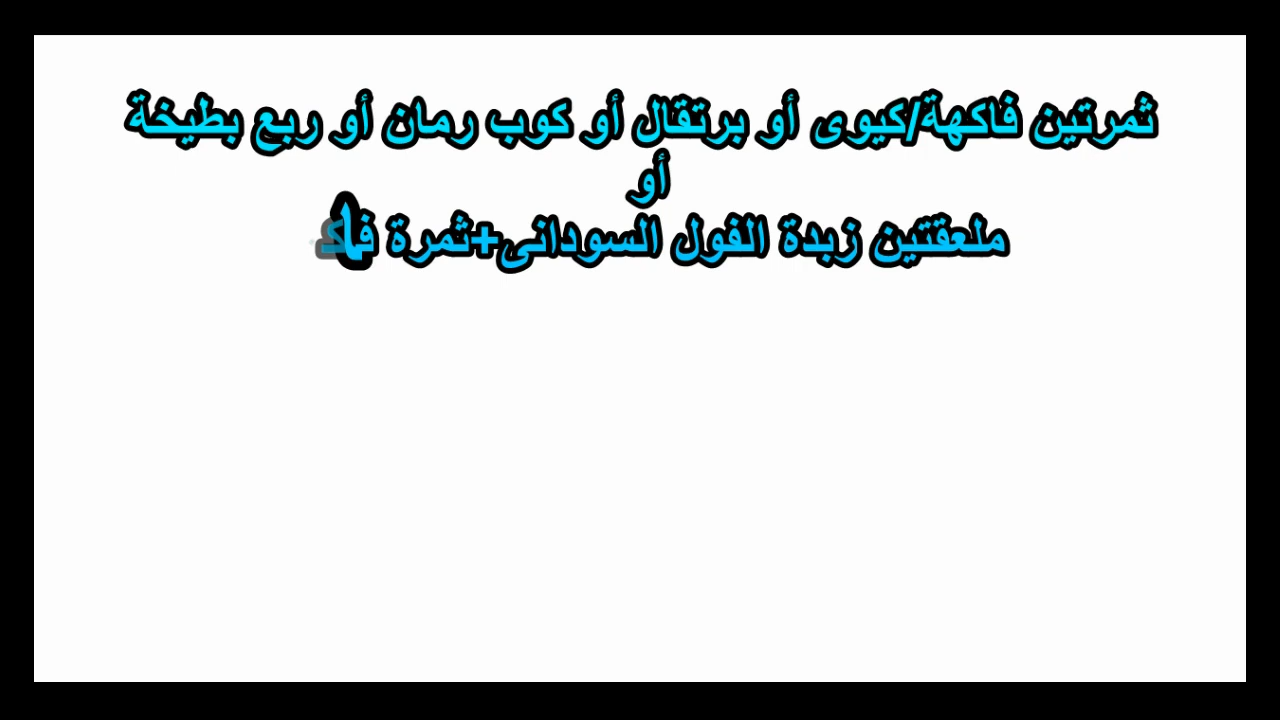 ثمرتين فاكهة/كيوى أو برتقال أو كوب رمان أو ربع بطيخة
أو
ملعقتين زبدة الفول السودانى+ثمرة